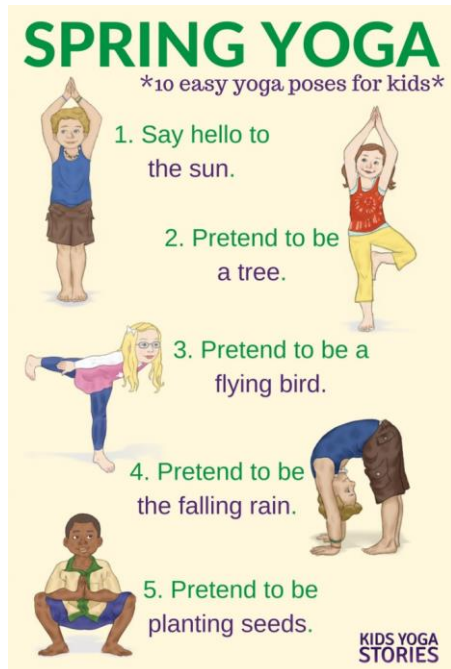 SPRING YOGA
*10 easy yoga poses for kids*
1. Say hello to
the sun.
2. Pretend to be
a tree.
3. Pretend to be a
flying bird.
4. Pretend to be
the falling rain.
5. Pretend to be
planting seeds.
KIDS YOGA
STORIES